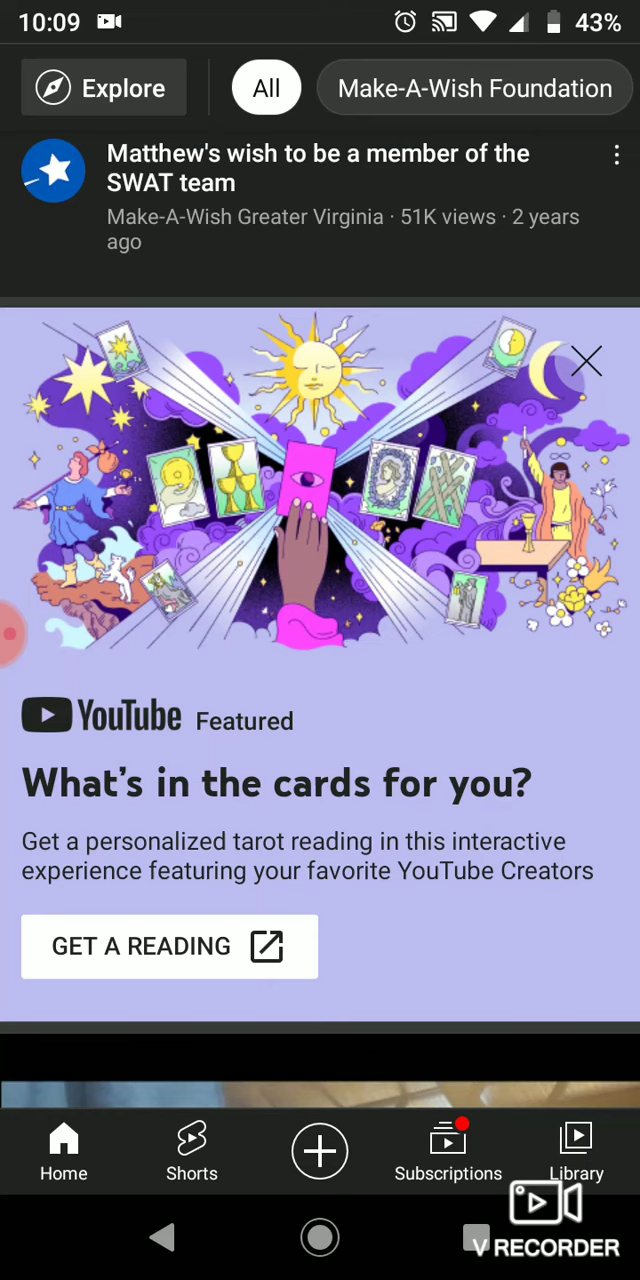 10:09
43%
Explore
All
Make-A-Wish Foundation
Matthew's wish to be a member of the
SWAT team
Make-A-Wish Greater Virginia · 51K views · 2 years
ago
YouTube Featured
What's in the cards for you?
Get a personalized tarot reading in this interactive
experience featuring your favorite YouTube Creators
GET A READING
Home
Shorts
Subscriptions
Library
V RECORDER